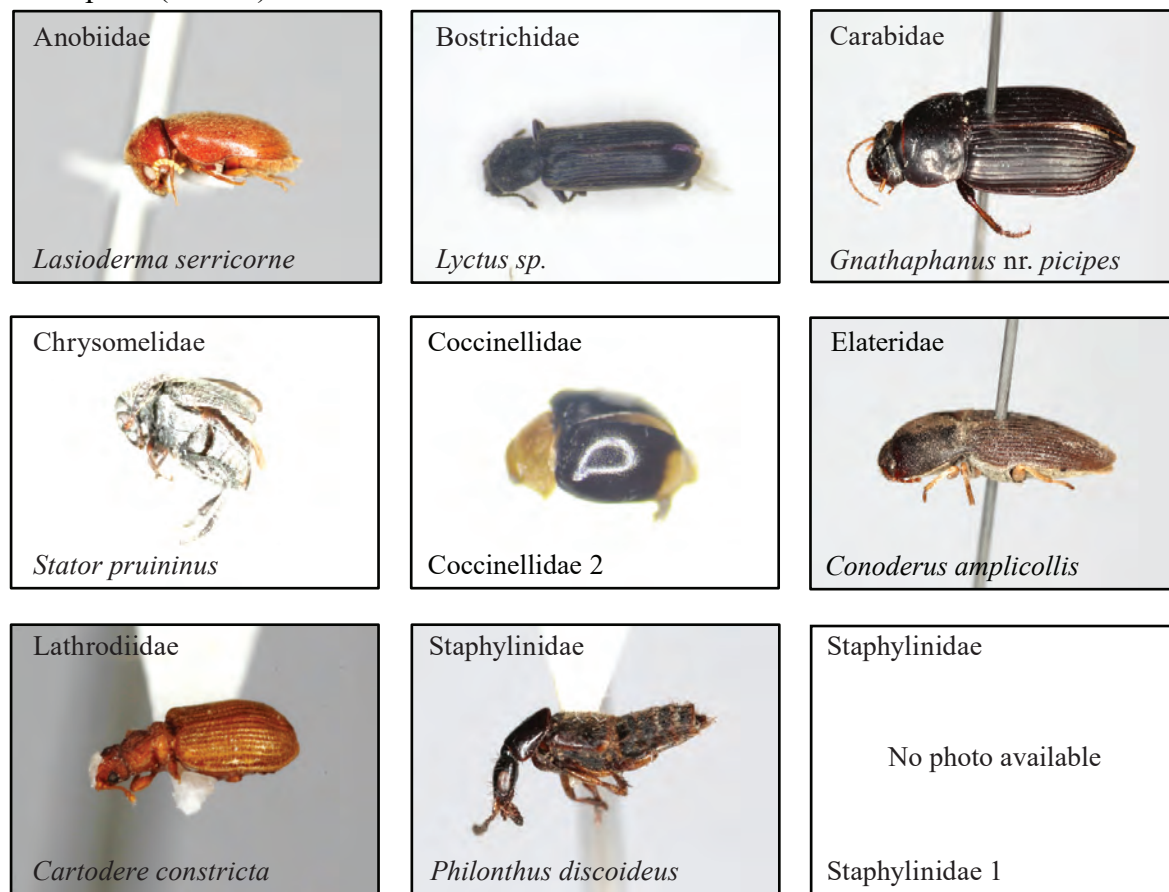 Anobiidae
Bostrichidae
Carabidae
Lasioderma serricorne
Lyctus sp.
Gnathaphanus nr. picipes
Chrysomelidae
Coccinellidae
Elateridae
Stator pruininus
Coccinellidae 2
Conoderus amplicollis
Lathrodiidae
Staphylinidae
Staphylinidae
No photo available
Cartodere constricta
Philonthus discoideus
Staphylinidae 1